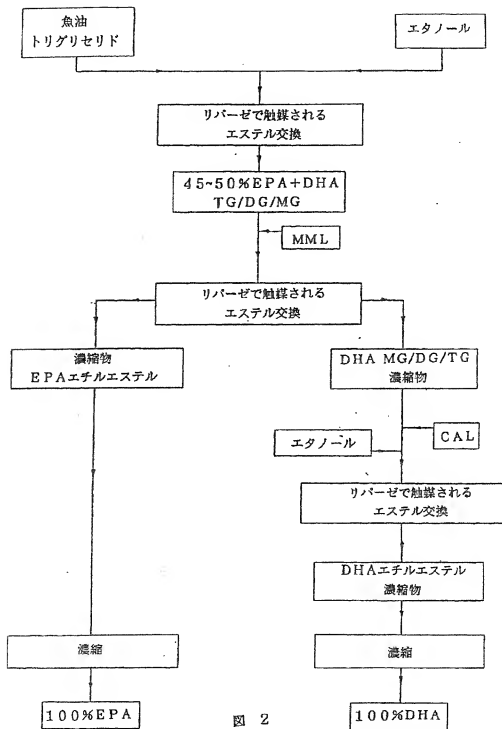 魚油
トリグリセリド
エタノール
リパーゼで触媒される
エステル交換
45~50%EPA+DHA
TG/DG/MG
MML
リパーゼで触媒される
エステル交換
濃縮物
EPAエチルエステル
DHA MG/DG/TG
濃縮物
エタノール
CAL
リパーゼで触媒される
エステル交換
DHAエチルエステル
濃縮物
濃縮
濃縮
100%EPA
100%DHA
図 2